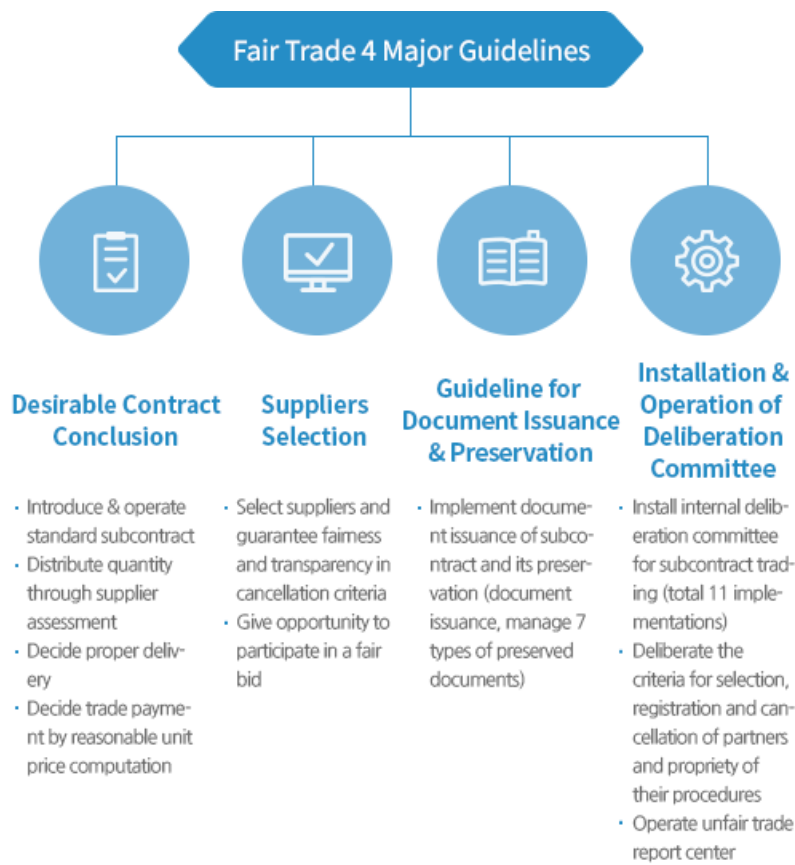 Fair Trade 4 Major Guidelines
Desirable Contract
Conclusion
· Introduce & operate
standard subcontract
· Distribute quantity
through supplier
assessment
· Decide proper deliv-
ery
· Decide trade payme-
nt by reasonable unit
price computation
Suppliers
Selection
· Select suppliers and
guarantee fairness
and transparency in
cancellation criteria
· Give opportunity to
participate in a fair
bid
Guideline for
Document Issuance
& Preservation
· Implement docume-
nt issuance of subco-
ntract and its preser-
vation (document
issuance, manage 7
types of preserved
documents)
Installation &
Operation of
Deliberation
Committee
· Install internal delib-
eration committee
for subcontract trad-
ing (total 11 imple-
mentations)
· Deliberate the
criteria for selection,
registration and can-
cellation of partners
and propriety of
their procedures
· Operate unfair trade
report center